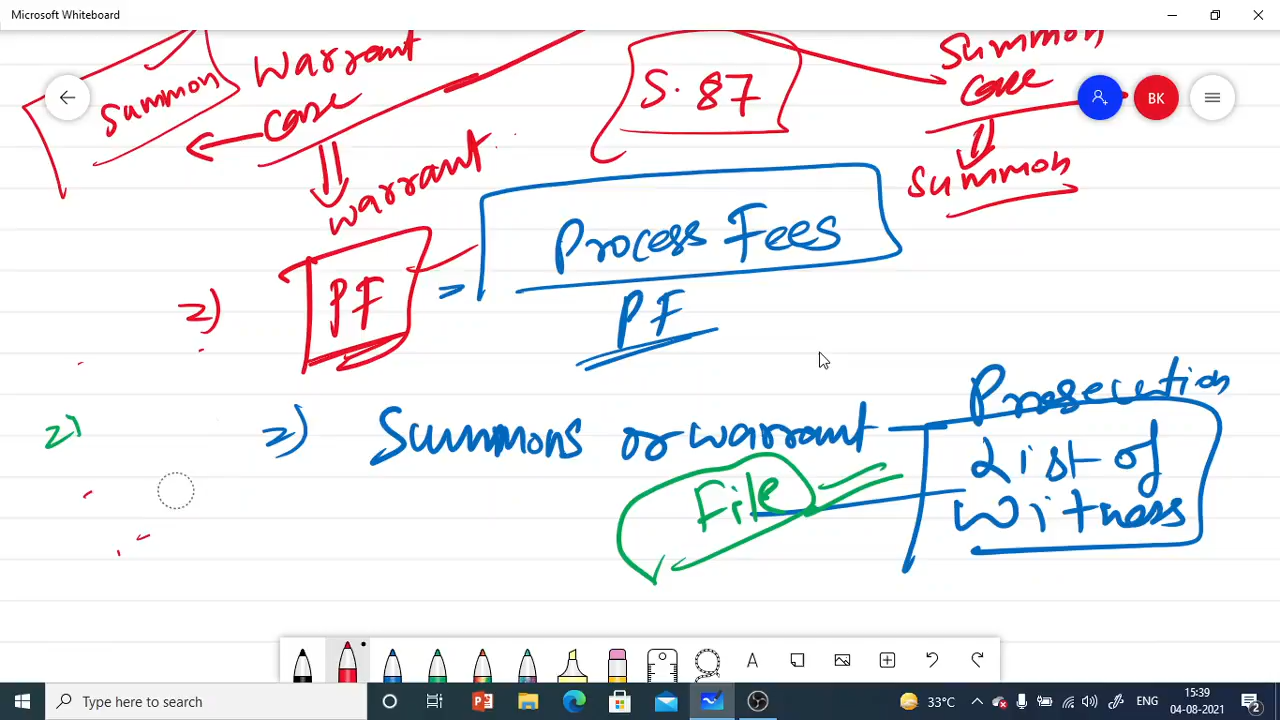 Microsoft Whiteboard
Summon
Warrant
case
S. 87
Summon
case
BK
warrant
Summon
Process Fees
2)
PF
=
PF
Prosecution
2)
2) Summons or warrant
List of
File
Witness
A
Type here to search
33°C
ENG
15:39
04-08-2021
2